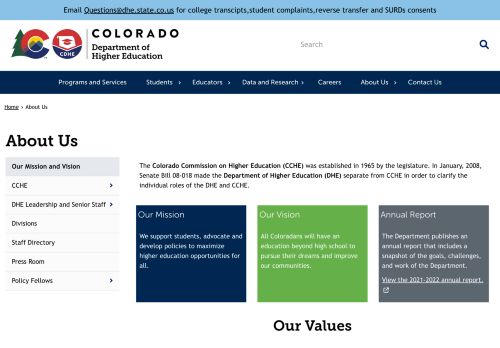 Email Questions@dhe.state.co.us for college transcipts,student complaints,reverse transfer and SURDs consents
COLORADO
Department of
Higher Education
CO
CDHE
Search
Programs and Services Students Educators Data and Research Careers About Us Contact Us
Home > About Us
About Us
Our Mission and Vision
CCHE
DHE Leadership and Senior Staff
Divisions
Staff Directory
Press Room
Policy Fellows
The Colorado Commission on Higher Education (CCHE) was established in 1965 by the legislature. In January, 2008,
Senate Bill 08-018 made the Department of Higher Education (DHE) separate from CCHE in order to clarify the
individual roles of the DHE and CCHE.
Our Mission
We support students, advocate and
develop policies to maximize
higher education opportunities for
all.
Our Vision
All Coloradans will have an
education beyond high school to
pursue their dreams and improve
our communities.
Annual Report
The Department publishes an
annual report that includes a
snapshot of the goals, challenges,
and work of the Department.
View the 2021-2022 annual report.
Our Values